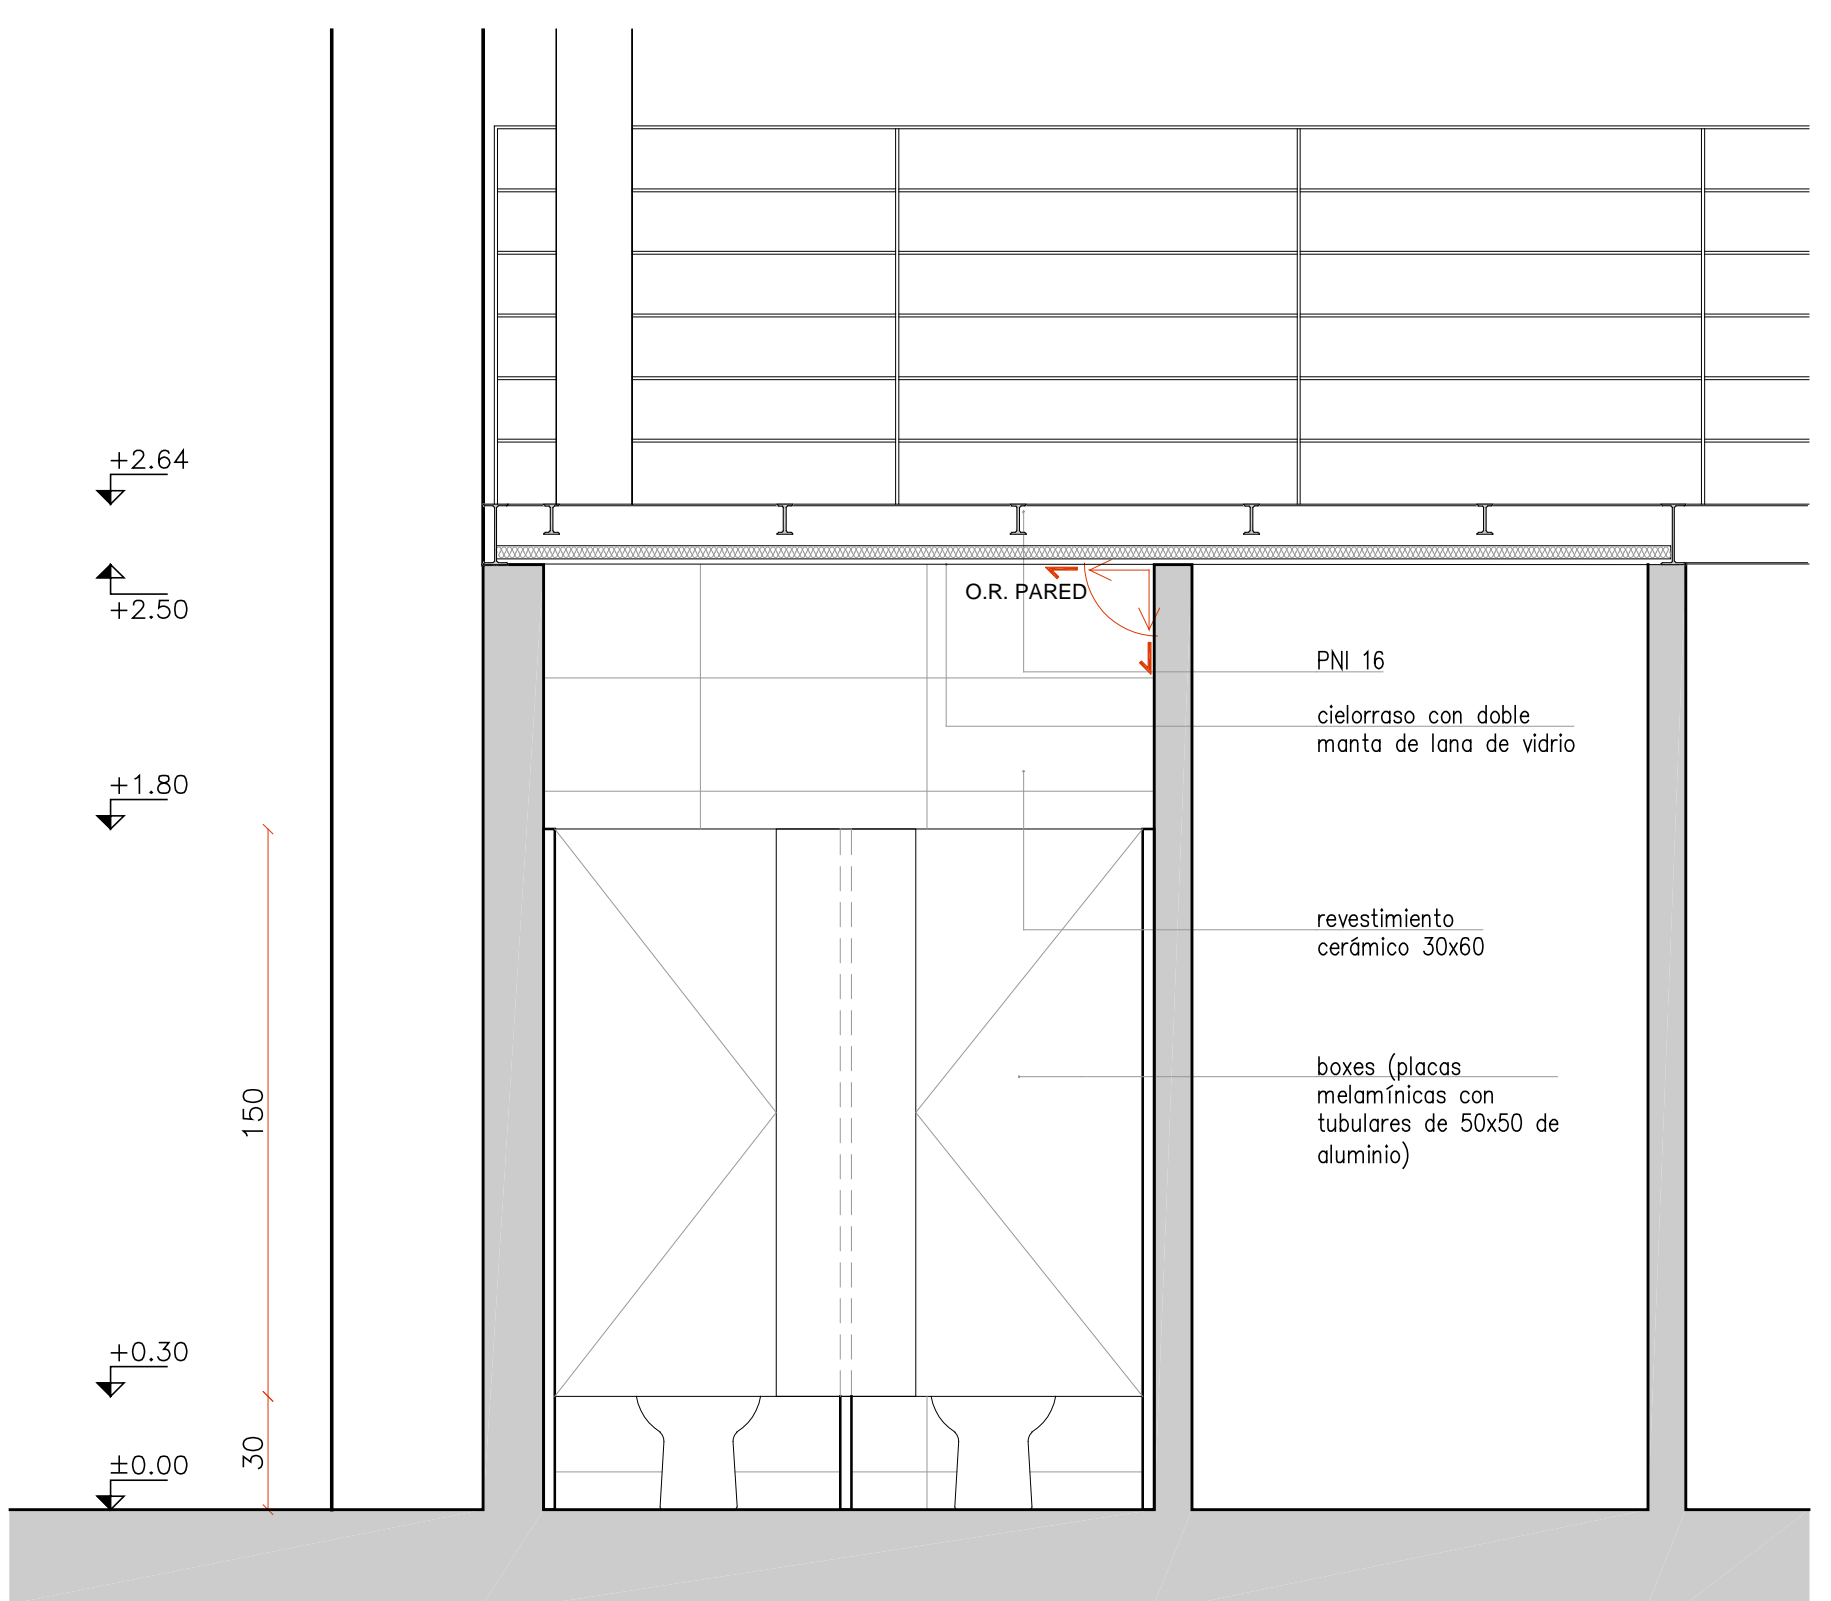 +2.64
+2.50
O.R. PARED
PNI 16
cielorraso con doble
manta de lana de vidrio
+1.80
revestimiento
cerámico 30x60
boxes (placas
melamínicas con
tubulares de 50x50 de
aluminio)
150
+0.30
30
±0.00